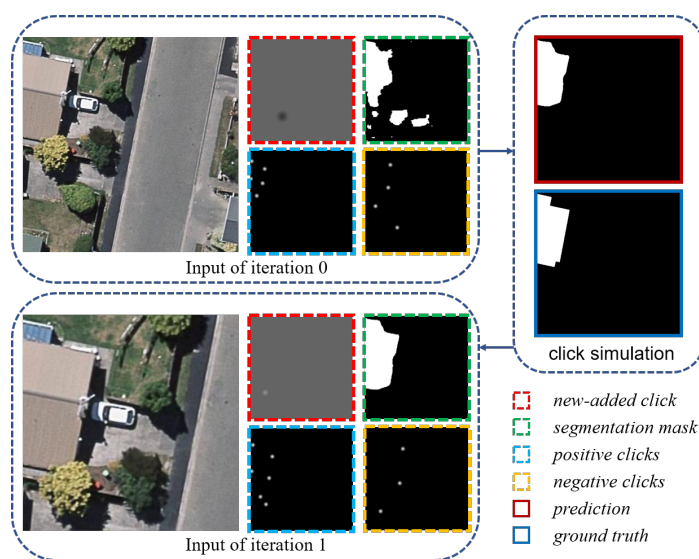 Input of iteration 0
click simulation
Input of iteration 1
new-added click
segmentation mask
positive clicks
negative clicks
prediction
ground truth